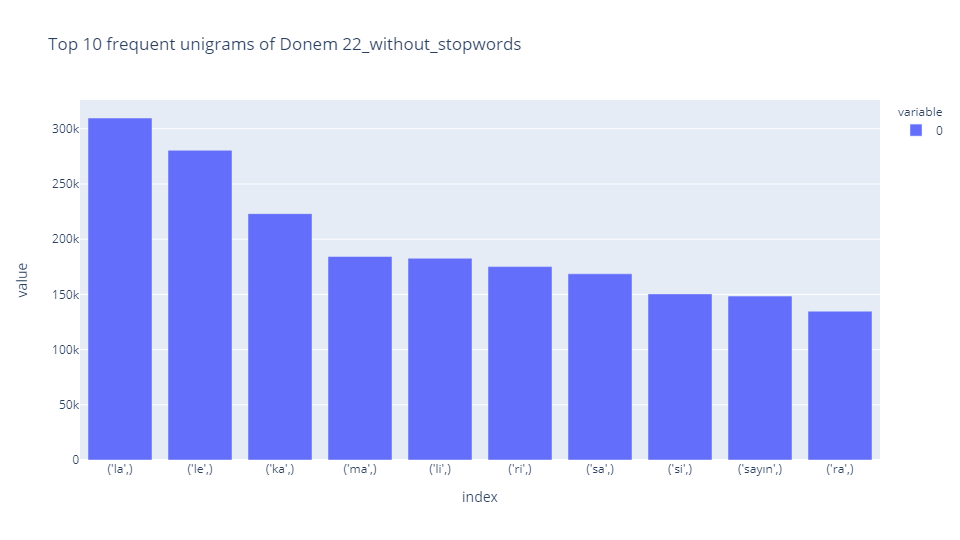 Top 10 frequent unigrams of Donem 22_without_stopwords
variable
0
300k
250k
200k
150k
100k
50k
0
value
('la',) ('le',) ('ka',) ('ma',) ('li',) ('ri',) ('sa',) ('si',) ('sayın',) ('ra',)
index